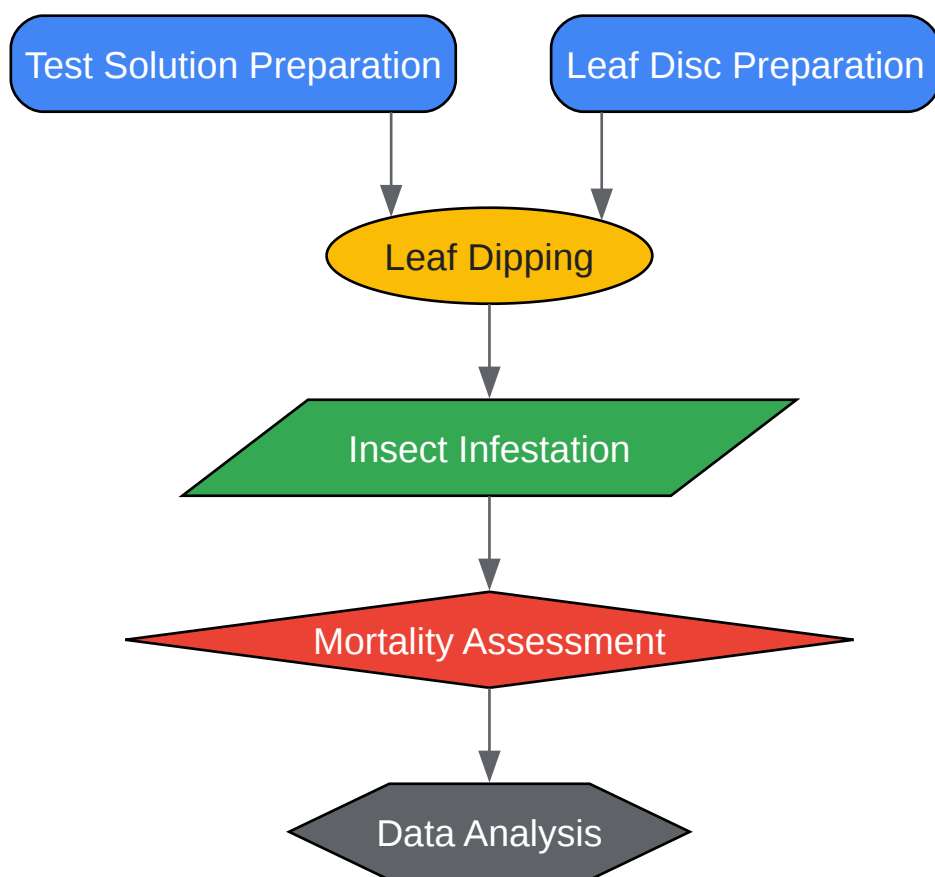 Test Solution Preparation
Leaf Disc Preparation
Leaf Dipping
Insect Infestation
Mortality Assessment
Data Analysis